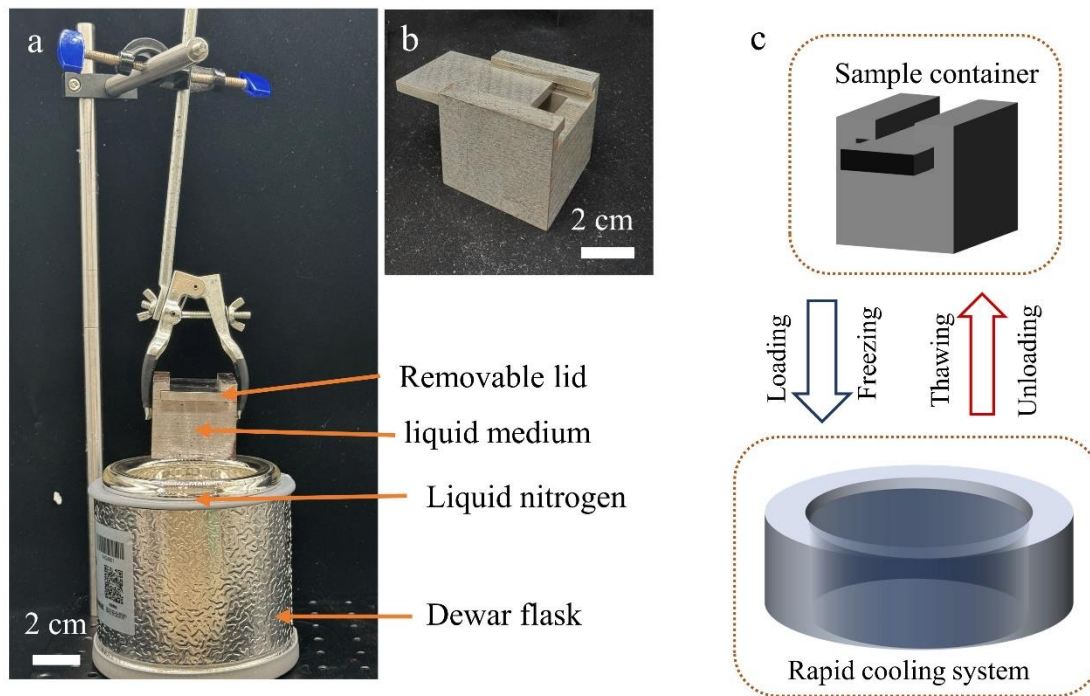 a
b
2 cm
Removable lid
liquid medium
Liquid nitrogen
Dewar flask
2 cm
c
Sample container
Loading
Freezing
Thawing
Unloading
Rapid cooling system